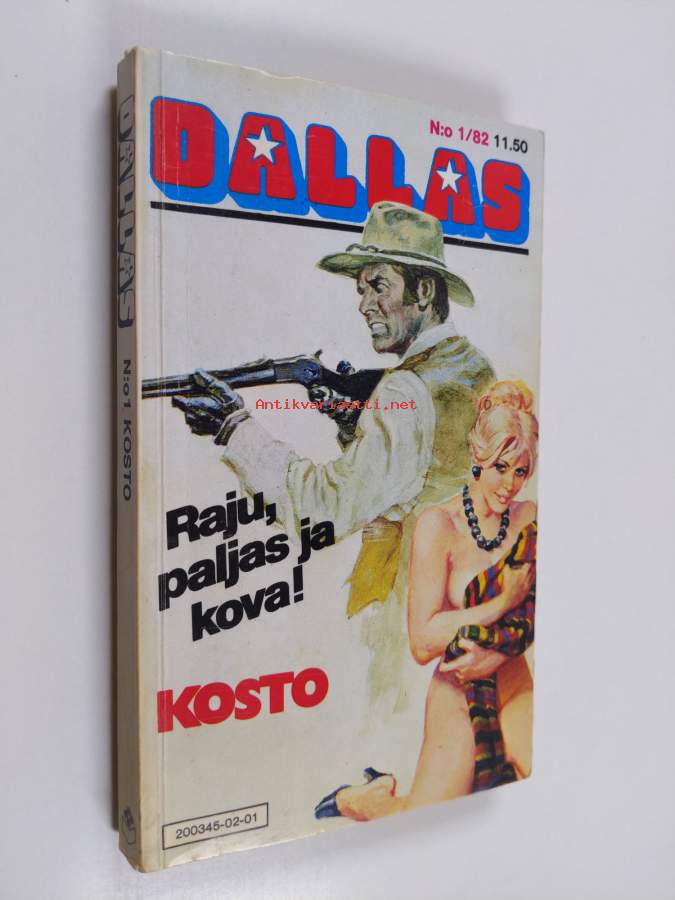 N:o 1/82 11.50
DALLAS
Antikvariaatti.net
Raju,
paljas ja
kova!
KOSTO
200345-02-01
DALLAS N:o 1 KOSTO